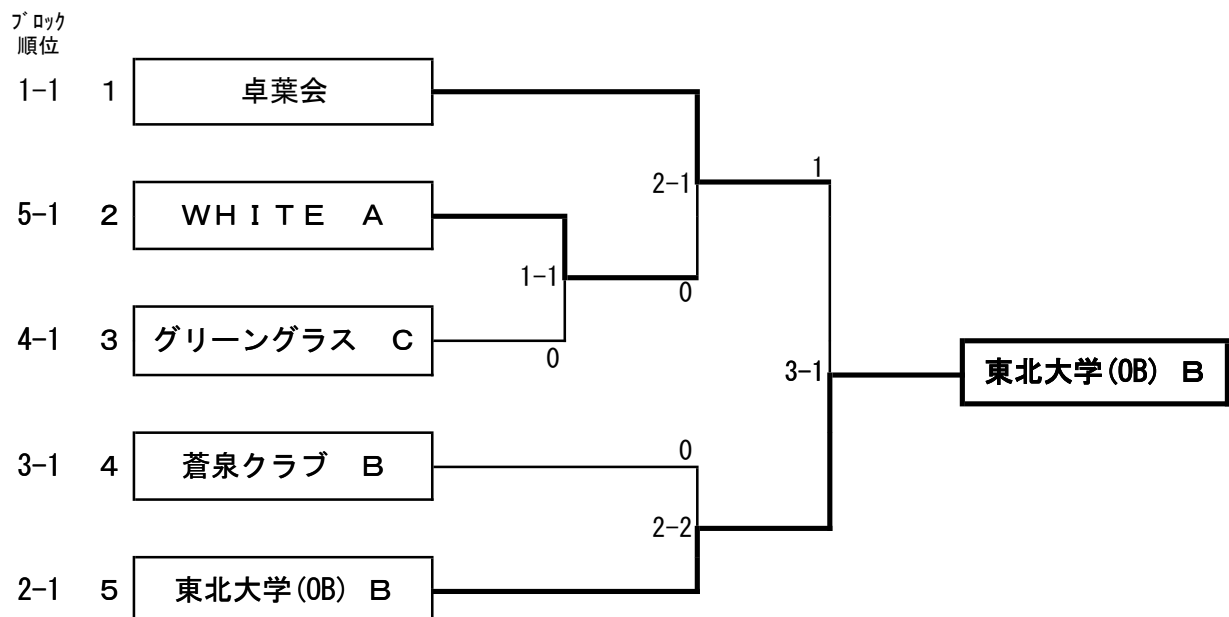 ブロック
順位
1-1 1 卓葉会
1
2-1
5-1 2 ＷＨＩＴＥ　Ａ
1-1
0
4-1 3 グリーングラス　Ｃ
0
3-1
東北大学(OB) Ｂ
3-1 4 蒼泉クラブ　Ｂ
0
2-2
2-1 5 東北大学(OB) Ｂ